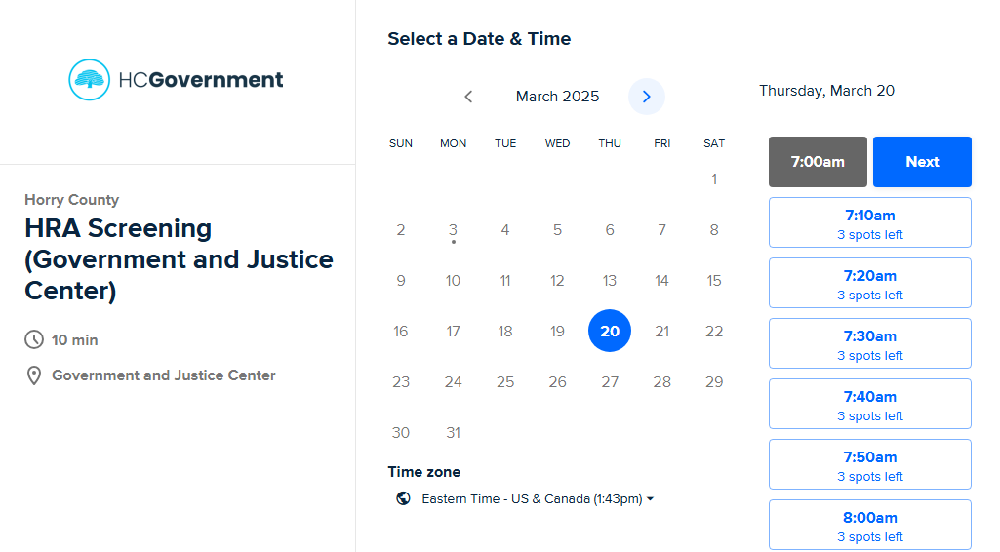 HCGovernment
Horry County
HRA Screening
(Government and Justice
Center)
10 min
Government and Justice Center
Select a Date & Time
March 2025
SUN MON TUE WED THU FRI SAT
1
2 3 4 5 6 7 8
9 10 11 12 13 14 15
16 17 18 19 20 21 22
23 24 25 26 27 28 29
30 31
Time zone
Eastern Time - US & Canada (1:43pm)
Thursday, March 20
7:00am Next
7:10am
3 spots left
7:20am
3 spots left
7:30am
3 spots left
7:40am
3 spots left
7:50am
3 spots left
8:00am
3 spots left